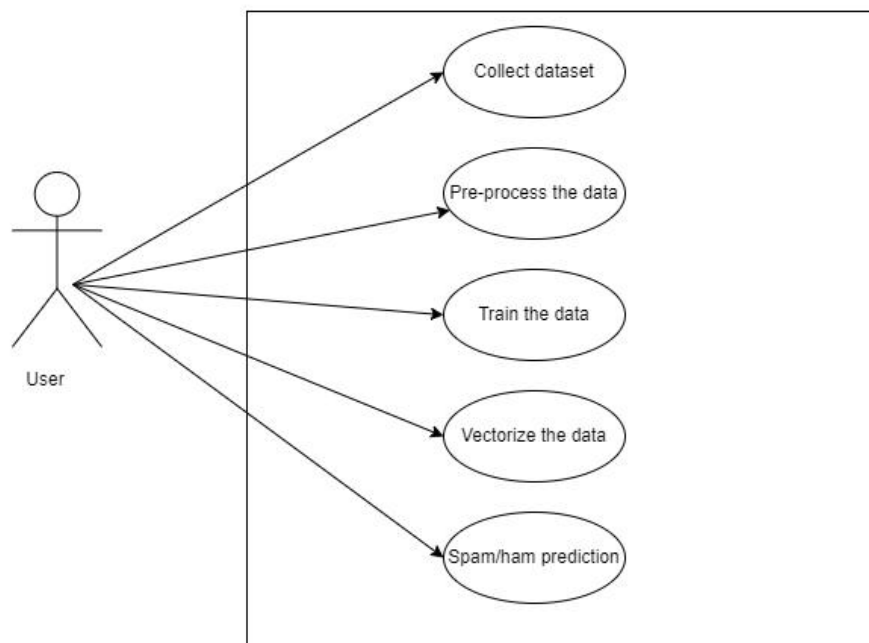 Collect dataset
Pre-process the data
Train the data
User
Vectorize the data
Spam/ham prediction